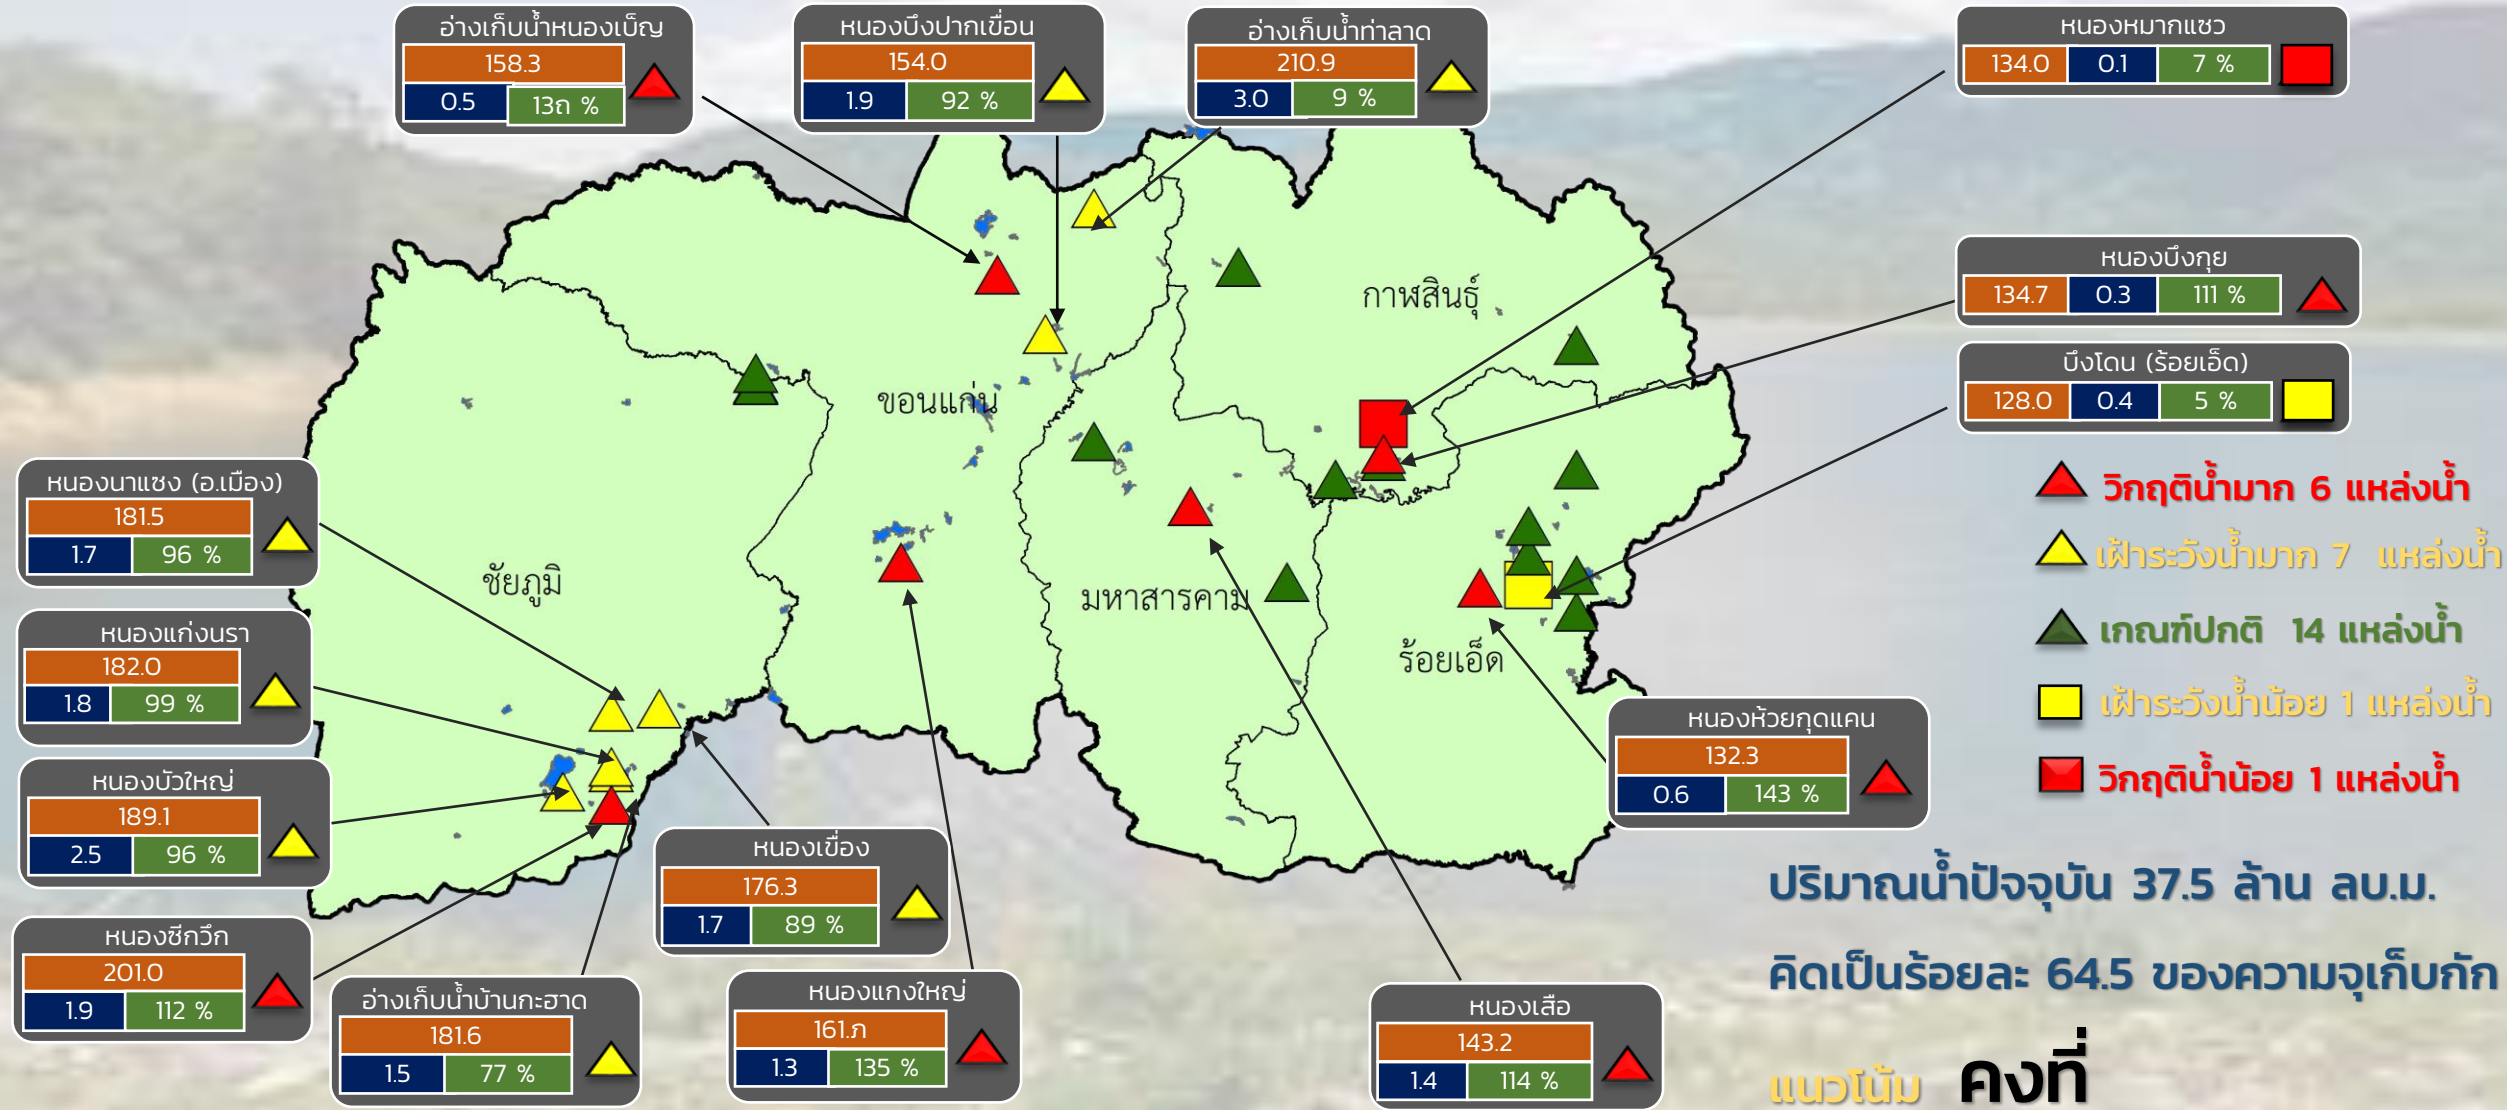 อ่างเก็บน้ำหนองเบ็ญ
158.3
0.5 13ถ %
หนองบึงปากเขื่อน
154.0
1.9 92 %
อ่างเก็บน้ำท่าลาด
210.9
3.0 9 %
หนองหมากแซว
134.0 0.1 7 %
หนองบึงกุย
134.7 0.3 111 %
บึงโดน (ร้อยเอ็ด)
128.0 0.4 5 %
กาฬสินธุ์
ขอนแก่น
ชัยภูมิ
มหาสารคาม
ร้อยเอ็ด
หนองนาแซง (อ.เมือง)
181.5
1.7 96 %
หนองแก่งนรา
182.0
1.8 99 %
หนองบัวใหญ่
189.1
2.5 96 %
หนองซีกวึก
201.0
1.9 112 %
อ่างเก็บน้ำบ้านกะฮาด
181.6
1.5 77 %
หนองเขื่อง
176.3
1.7 89 %
หนองแกงใหญ่
161.ภ
1.3 135 %
หนองเสือ
143.2
1.4 114 %
หนองห้วยกุดแคน
132.3
0.6 143 %
วิกฤติน้ำมาก 6 แหล่งน้ำ
เฝ้าระวังน้ำมาก 7 แหล่งน้ำ
เกณฑ์ปกติ 14 แหล่งน้ำ
เฝ้าระวังน้ำน้อย 1 แหล่งน้ำ
วิกฤติน้ำน้อย 1 แหล่งน้ำ
ปริมาณน้ำปัจจุบัน 37.5 ล้าน ลบ.ม.
คิดเป็นร้อยละ 64.5 ของความจุเก็บกัก
แนวโน้ม คงที่